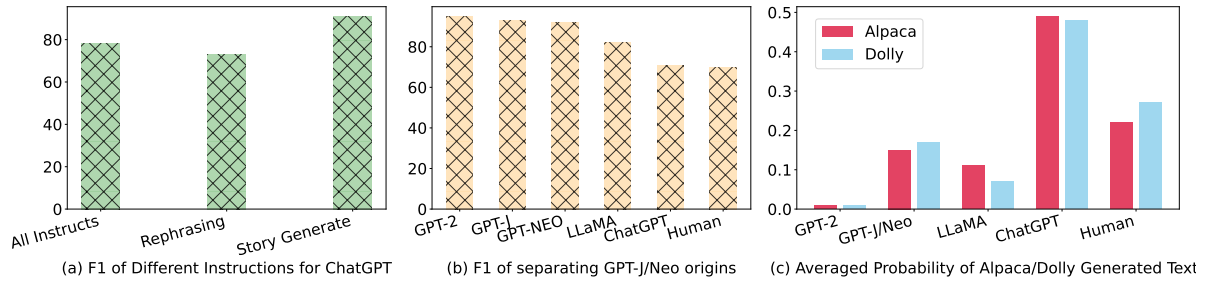 80
60
40
20
0
All Instructs
Rephrasing
Story Generate
(a) F1 of Different Instructions for ChatGPT
80
60
40
20
0
GPT-2
GPT-J
GPT-NEO
LLaMA
ChatGPT
Human
(b) F1 of separating GPT-J/Neo origins
0.5
0.4
0.3
0.2
0.1
0.0
Alpaca
Dolly
GPT-2
GPT-J/Neo
LLaMA
ChatGPT
Human
(c) Averaged Probability of Alpaca/Dolly Generated Text